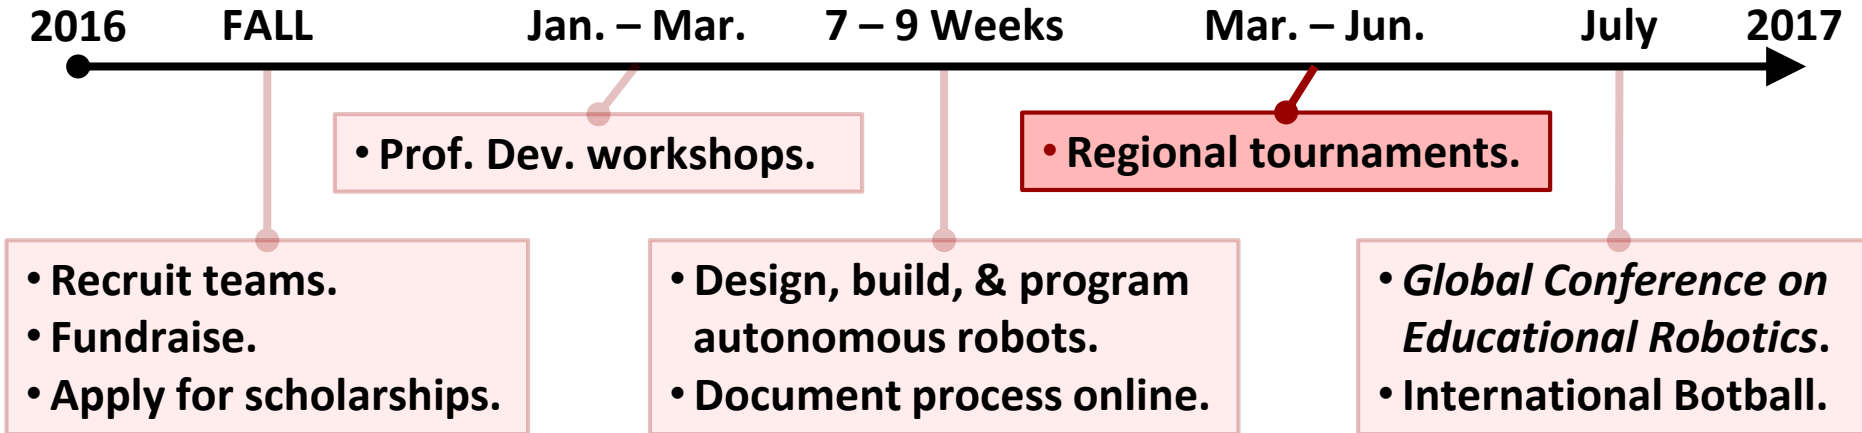 2016 FALL Jan. – Mar. 7 – 9 Weeks Mar. – Jun. July 2017
• Prof. Dev. workshops.
• Regional tournaments.
• Recruit teams.
• Fundraise.
• Apply for scholarships.
• Design, build, & program
autonomous robots.
• Document process online.
• Global Conference on
Educational Robotics.
• International Botball.